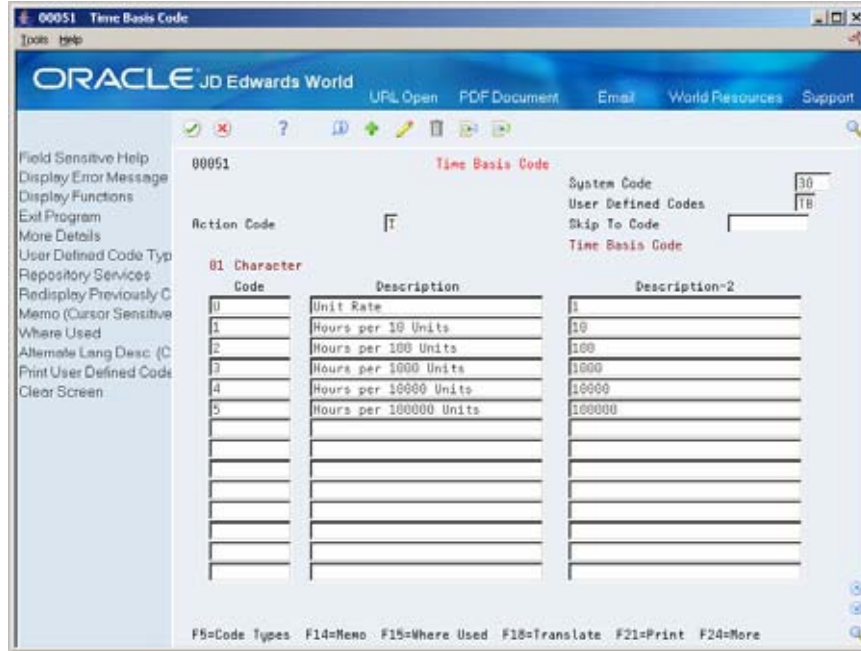 00051 Time Basis Code
Tools Help
ORACLE JD Edwards World
URL Open PDF Document Email World Resources Support
Field Sensitive Help
Display Error Message
Display Functions
Exit Program
More Details
User Defined Code Typ
Repository Services
Redisplay Previously C
Memo (Cursor Sensitive
Where Used
Alternate Lang Desc (C
Print User Defined Code
Clear Screen
00051 Time Basis Code
System Code 30
User Defined Codes TB
Action Code I Skip To Code
Time Basis Code
01 Character
Code Description Description-2
U Unit Rate 1
1 Hours per 10 Units 10
2 Hours per 100 Units 100
3 Hours per 1000 Units 1000
4 Hours per 10000 Units 10000
5 Hours per 100000 Units 100000
F5=Code Types F14=Memo F15=Where Used F18=Translate F21=Print F24=More